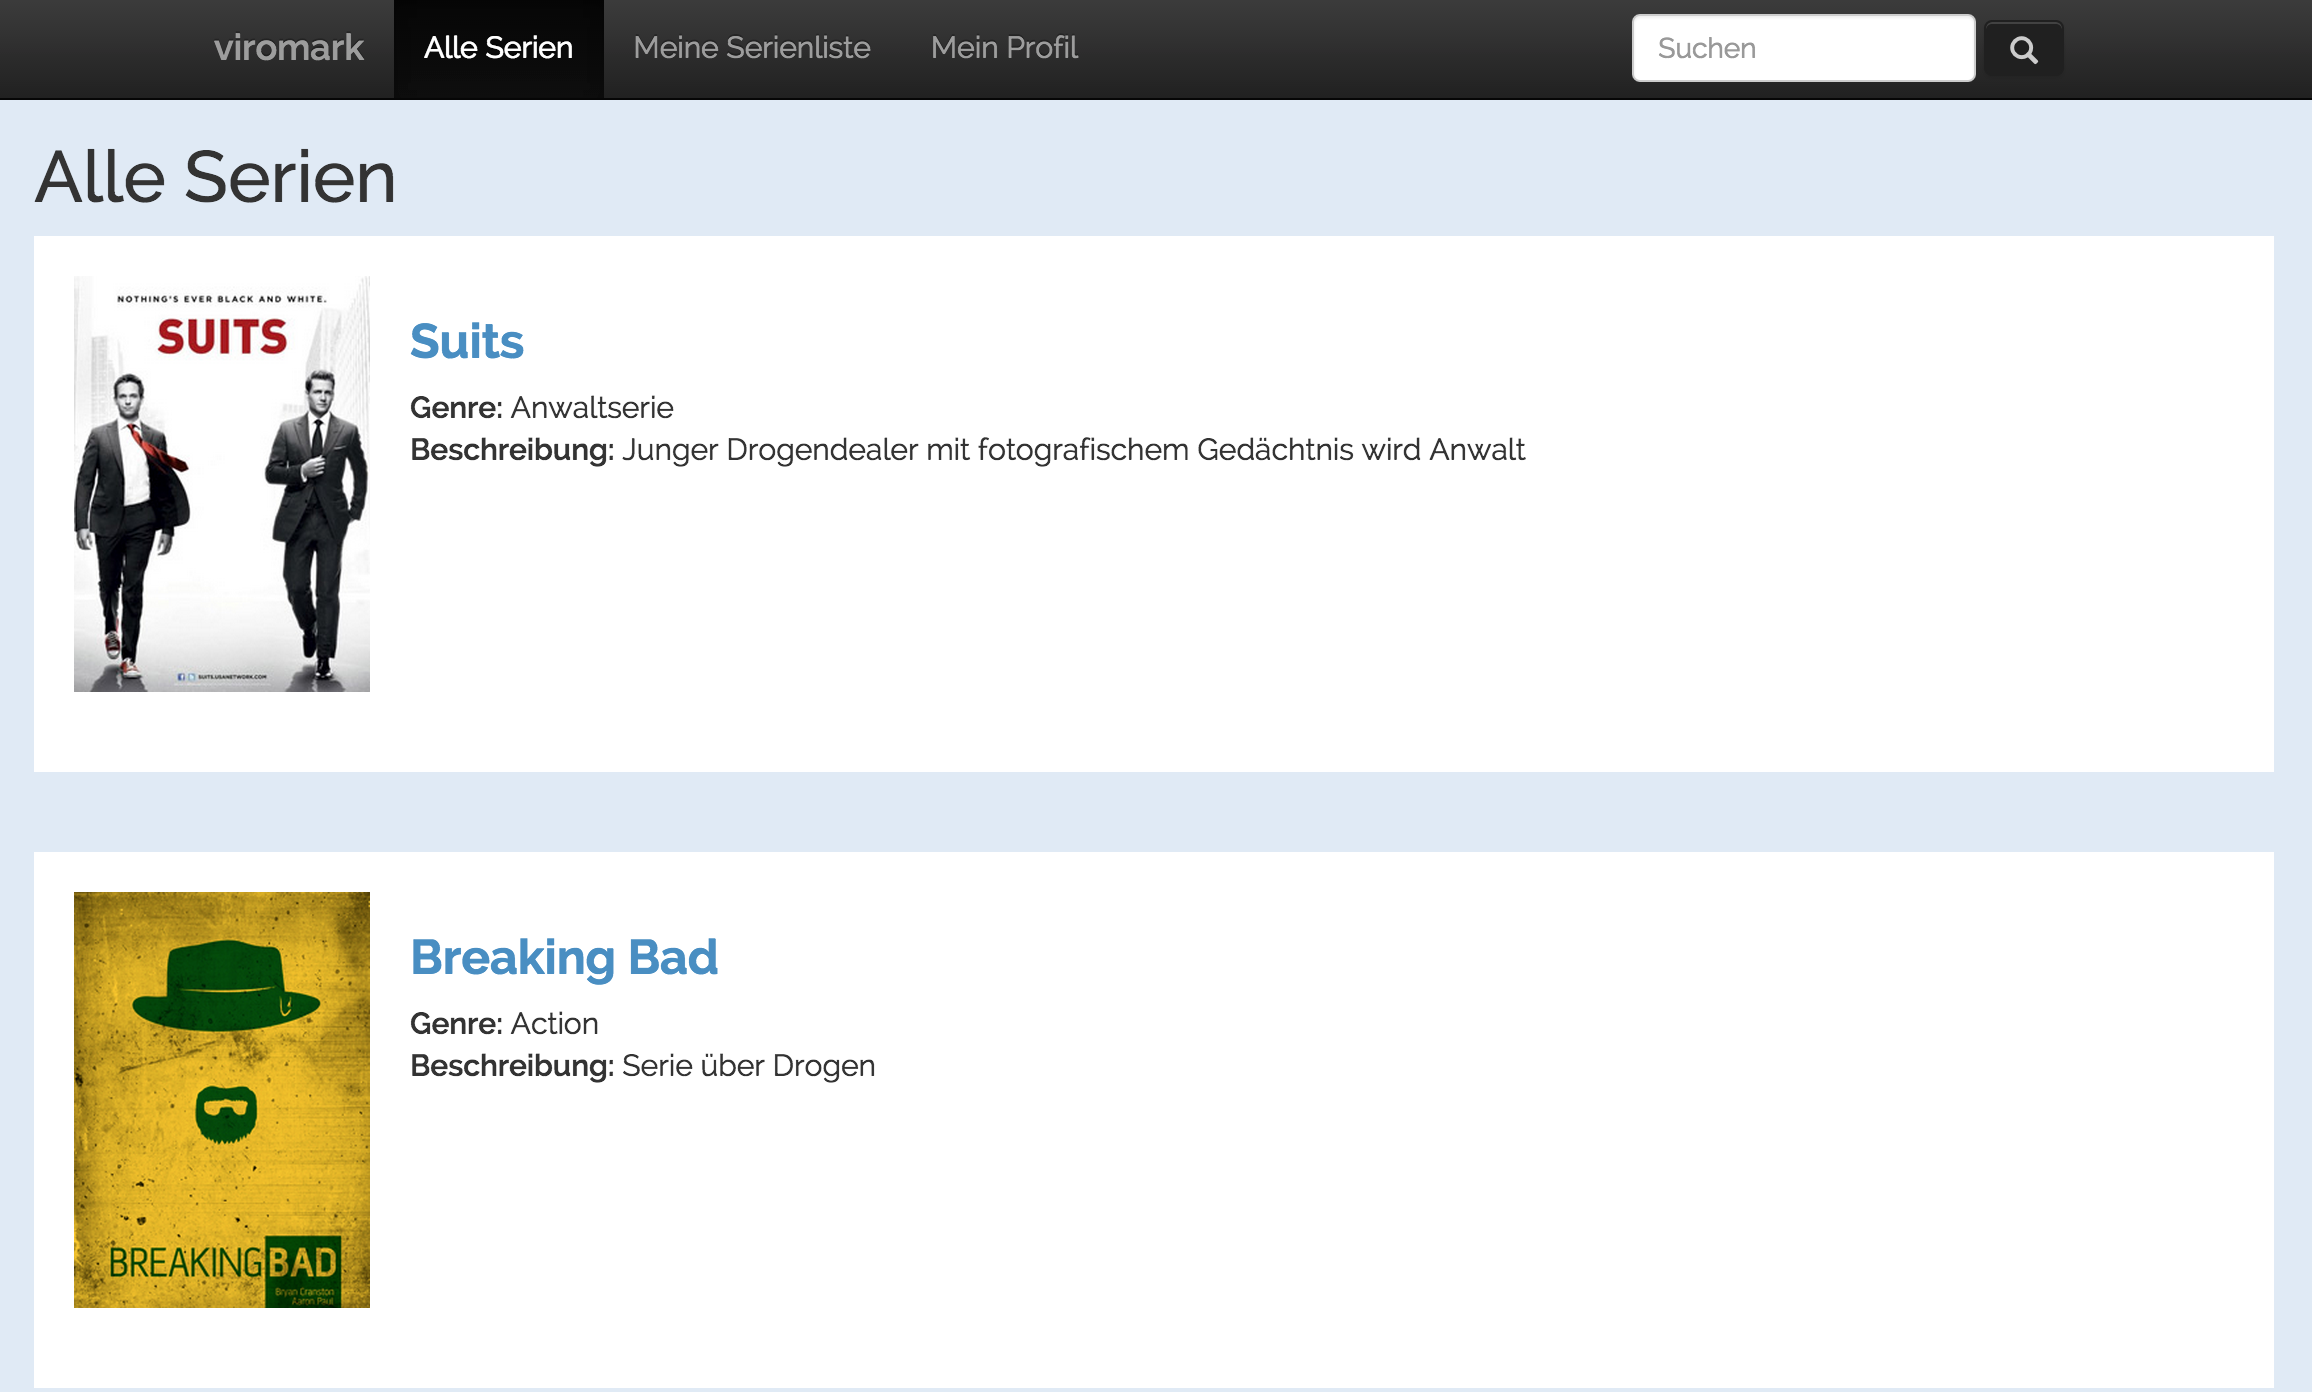 viromark Alle Serien Meine Serienliste Mein Profil Suchen
Alle Serien
NOTHING'S EVER BLACK AND WHITE.
SUITS
SUITS.USANETWORK.COM
Suits
Genre: Anwaltserie
Beschreibung: Junger Drogendealer mit fotografischem Gedächtnis wird Anwalt
BREAKING BAD
Bryan Cranston
Aaron Paul
Breaking Bad
Genre: Action
Beschreibung: Serie über Drogen